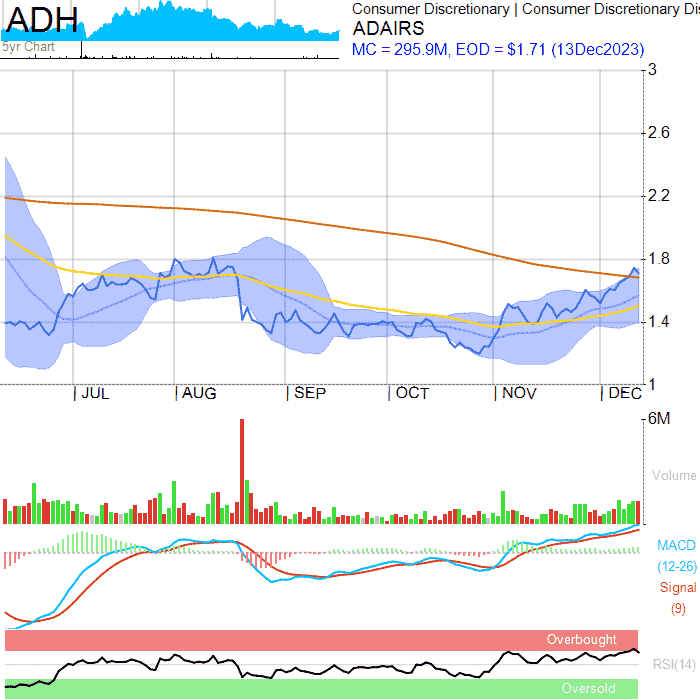 ADH
5yr Chart
Consumer Discretionary | Consumer Discretionary Dis
ADAIRS
MC = 295.9M, EOD = $1.71 (13Dec2023)
3
2.6
2.2
1.8
1.4
1
| JUL | AUG | SEP | OCT | NOV | DEC
6M
Volume
MACD
(12-26)
Signal
(9)
Overbought
RSI(14)
Oversold